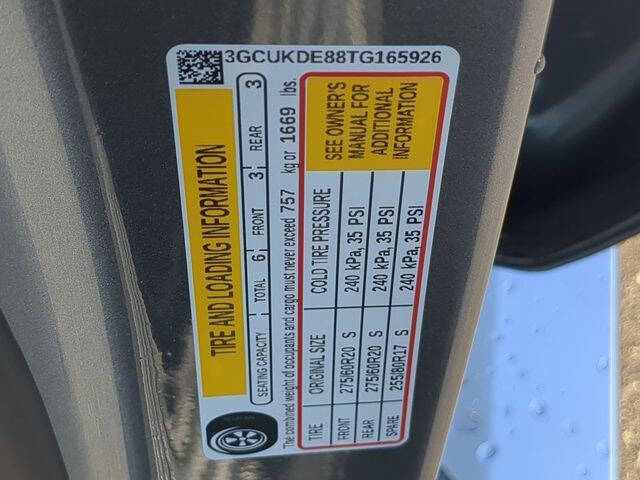 3GCUKDE88TG165926
TIRE AND LOADING INFORMATION
SEATING CAPACITY | TOTAL 6 | FRONT 3 | REAR 3
The combined weight of occupants and cargo must never exceed 757 kg or 1669 lbs.
TIRE ORIGINAL SIZE COLD TIRE PRESSURE
FRONT 275/60R20 S 240 kPa, 35 PSI
REAR 275/60R20 S 240 kPa, 35 PSI
SPARE 255/80R17 S 240 kPa, 35 PSI
SEE OWNER'S
MANUAL FOR
ADDITIONAL
INFORMATION